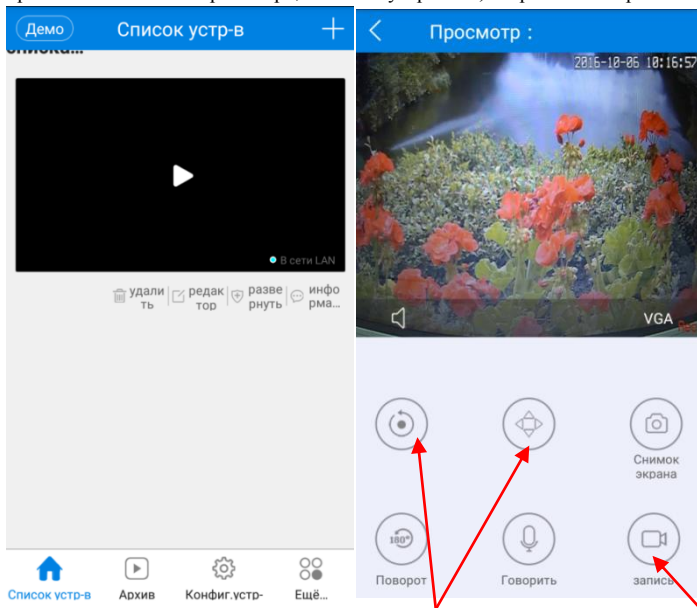 Демо
Список устр-в
В сети LAN
удали
ть
редак
тор
разве
рнуть
инфо
рма...
Список устр-в
Архив
Конфиг.устр-
Ещё...
Просмотр :
2016-10-06 10:16:57
VGA
Снимок
экрана
180°
Поворот
Говорить
запись